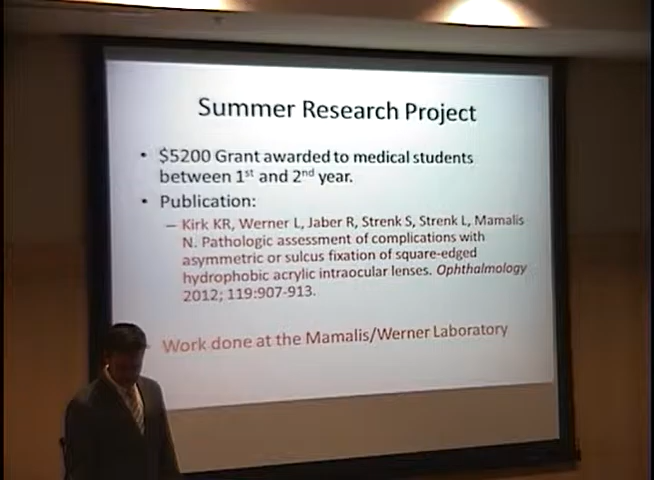 Summer Research Project
• $5200 Grant awarded to medical students
between 1st and 2nd year.
• Publication:
– Kirk KR, Werner L, Jaber R, Strenk S, Strenk L, Mamalis
N. Pathologic assessment of complications with
asymmetric or sulcus fixation of square-edged
hydrophobic acrylic intraocular lenses. Ophthalmology
2012; 119:907-913.
Work done at the Mamalis/Werner Laboratory